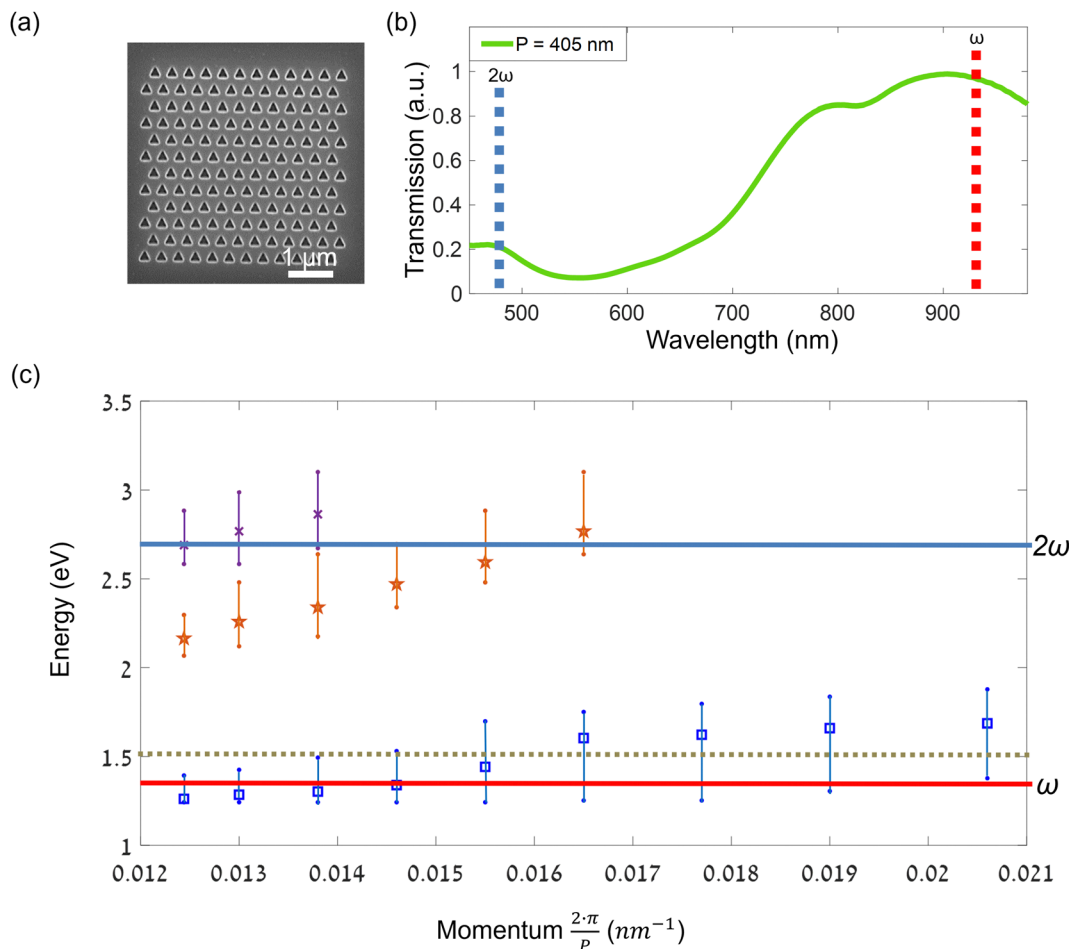 (a)
1 μm
(b)
P = 405 nm
2ω
ω
Transmission (a.u.)
1
0.8
0.6
0.4
0.2
0
500
600
700
800
900
Wavelength (nm)
(c)
Energy (eV)
3.5
3
2.5
2
1.5
1
2ω
ω
0.012
0.013
0.014
0.015
0.016
0.017
0.018
0.019
0.02
0.021
Momentum 2·π/P (nm⁻¹)